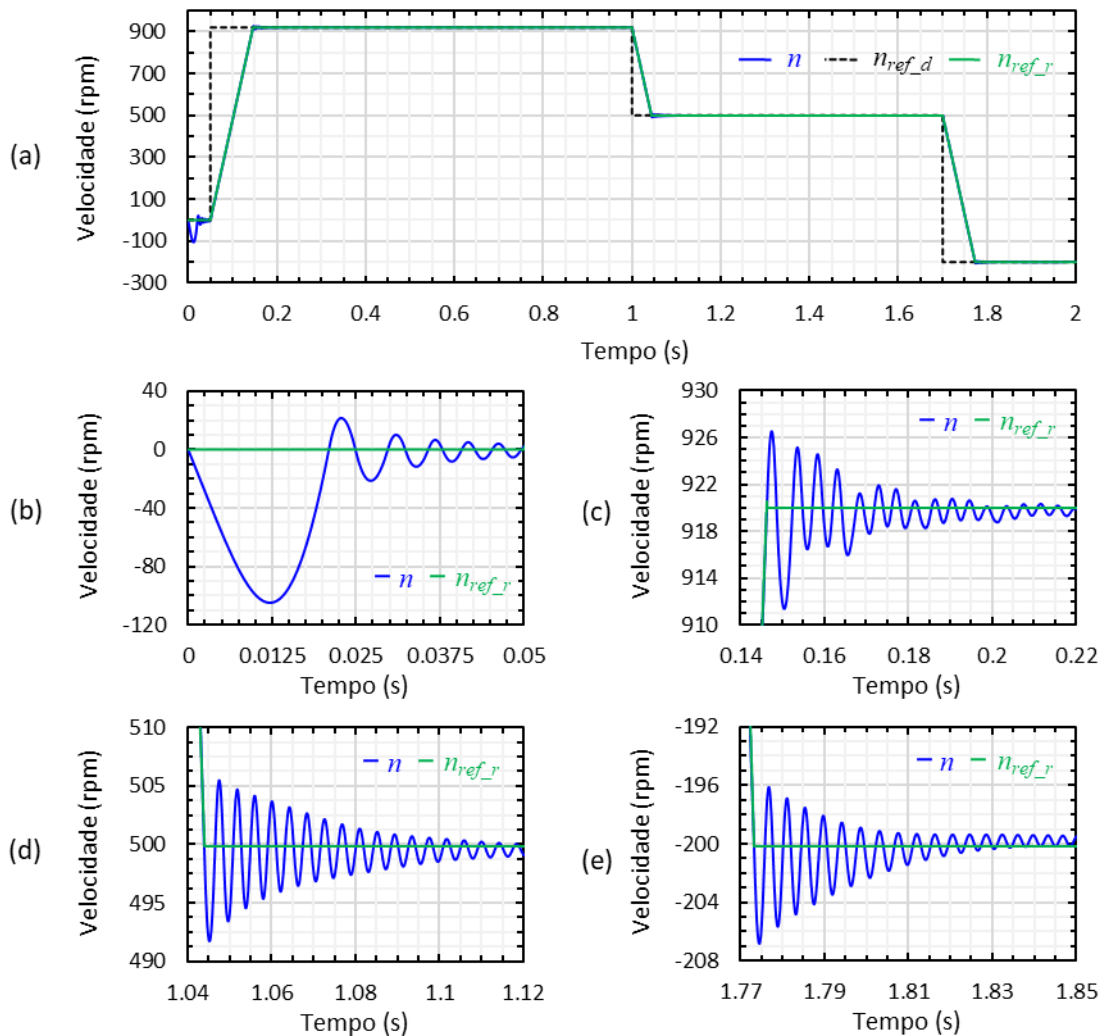 (a)
Velocidade (rpm)
900
700
500
300
100
-100
-300
n n_ref_d n_ref_r
0 0.2 0.4 0.6 0.8 1 1.2 1.4 1.6 1.8 2
Tempo (s)
(b)
Velocidade (rpm)
40
0
-40
-80
-120
n n_ref_r
0 0.0125 0.025 0.0375 0.05
Tempo (s)
(c)
Velocidade (rpm)
930
926
922
918
914
910
n n_ref_r
0.14 0.16 0.18 0.2 0.22
Tempo (s)
(d)
Velocidade (rpm)
510
505
500
495
490
n n_ref_r
1.04 1.06 1.08 1.1 1.12
Tempo (s)
(e)
Velocidade (rpm)
-192
-196
-200
-204
-208
n n_ref_r
1.77 1.79 1.81 1.83 1.85
Tempo (s)